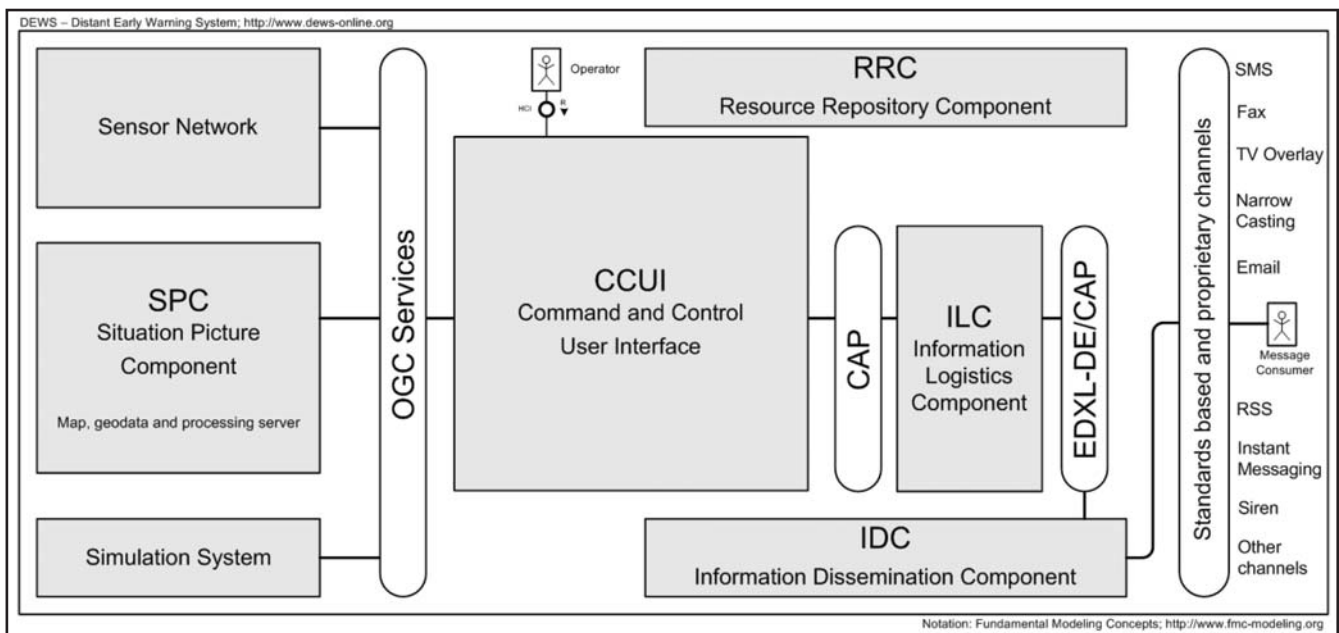 DEWS – Distant Early Warning System; http://www.dews-online.org
Sensor Network
SPC
Situation Picture
Component
Map, geodata and processing server
Simulation System
OGC Services
Operator
HCI
R
CCUI
Command and Control
User Interface
RRC
Resource Repository Component
CAP
ILC
Information
Logistics
Component
EDXL-DE/CAP
IDC
Information Dissemination Component
Standards based and proprietary channels
SMS
Fax
TV Overlay
Narrow
Casting
Email
Message
Consumer
RSS
Instant
Messaging
Siren
Other
channels
Notation: Fundamental Modeling Concepts; http://www.fmc-modeling.org